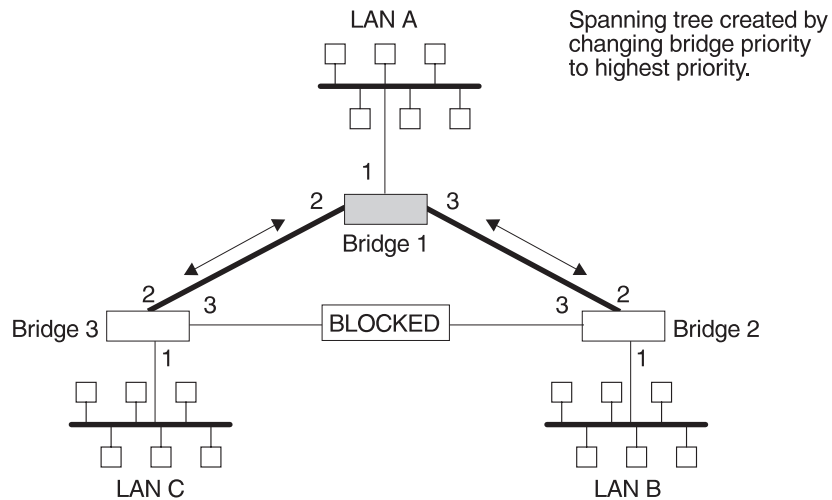 LAN A
Spanning tree created by
changing bridge priority
to highest priority.
1
2
3
Bridge 1
2
3
3
2
Bridge 3
BLOCKED
Bridge 2
1
1
LAN C
LAN B